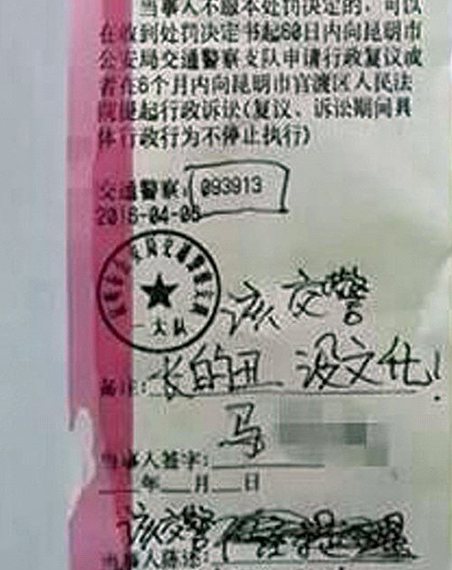 当事人不服本处罚决定的，可以
在收到处罚决定书起60日内向昆明市
公安局交通警察支队申请行政复议或
者在6个月内向昆明市官渡区人民法
院提起行政诉讼(复议、诉讼期间具
体行政行为不停止执行)
交通警察：093913
2016-04-06
一大队
该交警
备注：长的丑 没文化！
马
当事人签字：
年 月 日
该交警
当事人陈述：